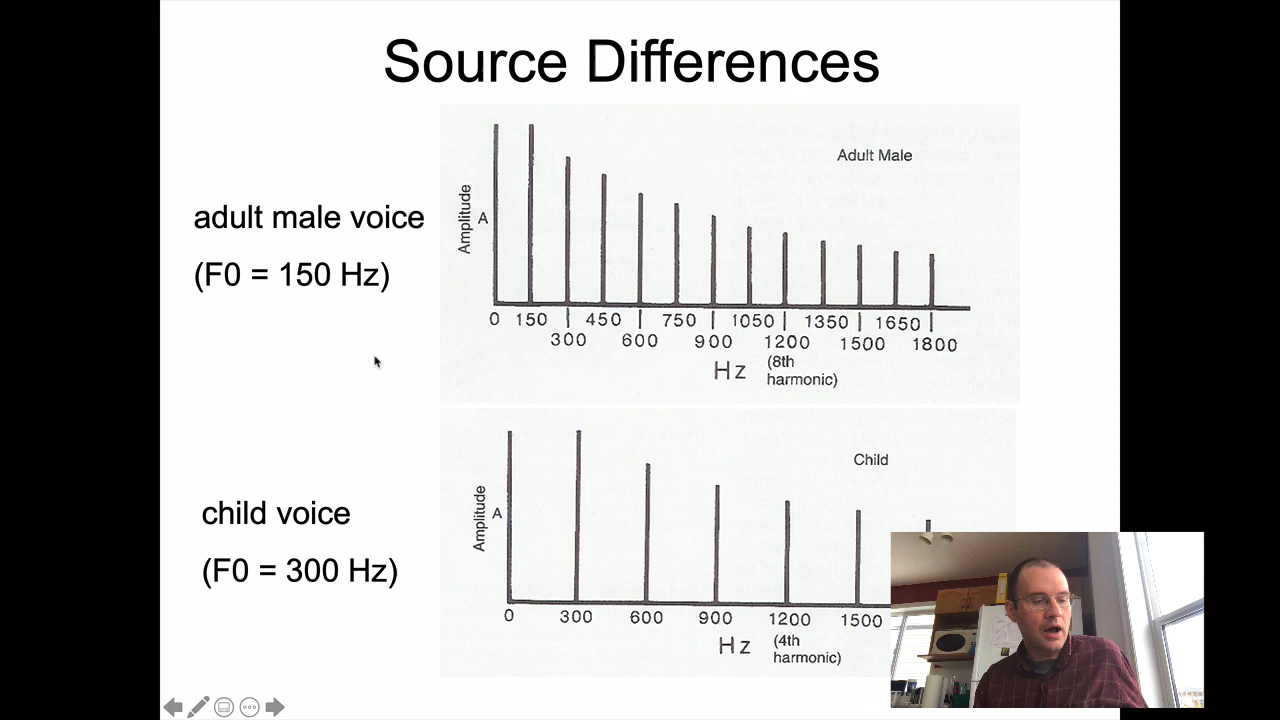 Source Differences
adult male voice
(F0 = 150 Hz)
Adult Male
Amplitude
A
0 150 450 750 1050 1350 1650
300 600 900 1200 1500 1800
Hz (8th
harmonic)
child voice
(F0 = 300 Hz)
Child
Amplitude
A
0 300 600 900 1200 1500
Hz (4th
harmonic)